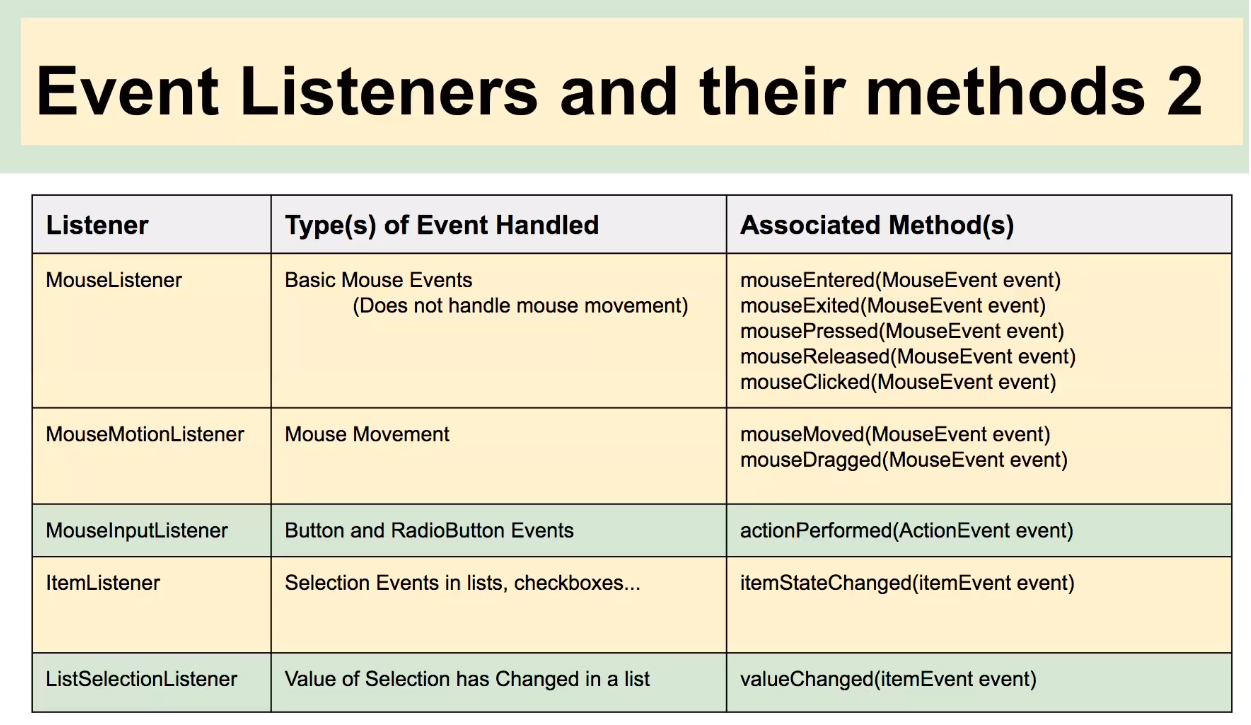 Event Listeners and their methods 2
Listener
Type(s) of Event Handled
Associated Method(s)
MouseListener
Basic Mouse Events
(Does not handle mouse movement)
mouseEntered(MouseEvent event)
mouseExited(MouseEvent event)
mousePressed(MouseEvent event)
mouseReleased(MouseEvent event)
mouseClicked(MouseEvent event)
MouseMotionListener
Mouse Movement
mouseMoved(MouseEvent event)
mouseDragged(MouseEvent event)
MouseInputListener
Button and RadioButton Events
actionPerformed(ActionEvent event)
ItemListener
Selection Events in lists, checkboxes...
itemStateChanged(itemEvent event)
ListSelectionListener
Value of Selection has Changed in a list
valueChanged(itemEvent event)